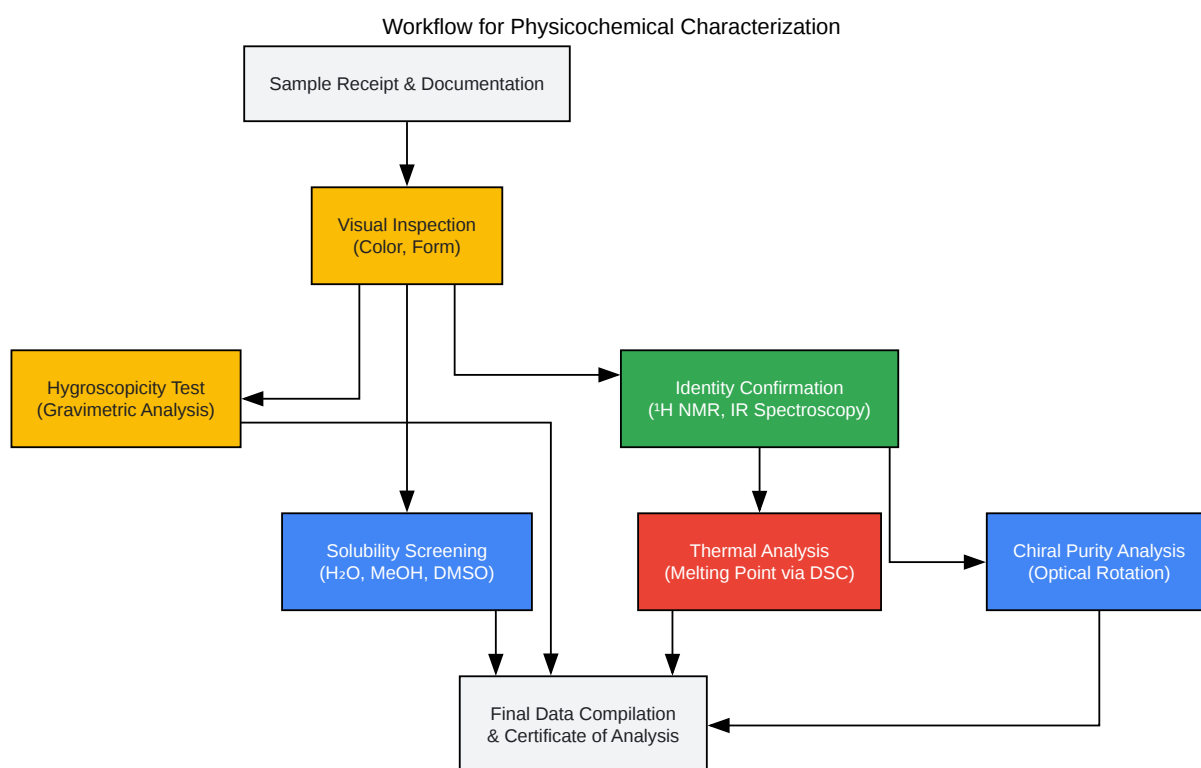 Workflow for Physicochemical Characterization
Sample Receipt & Documentation
Visual Inspection
(Color, Form)
Hygroscopicity Test
(Gravimetric Analysis)
Identity Confirmation
(¹H NMR, IR Spectroscopy)
Solubility Screening
(H₂O, MeOH, DMSO)
Thermal Analysis
(Melting Point via DSC)
Chiral Purity Analysis
(Optical Rotation)
Final Data Compilation
& Certificate of Analysis